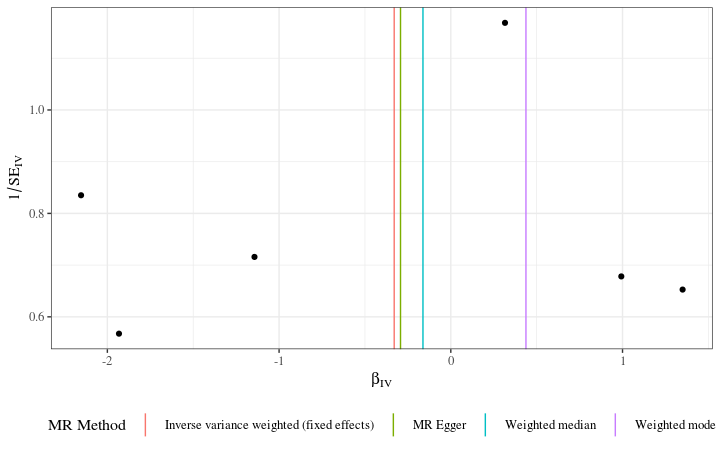 1.0
0.8
0.6
1/SE_IV
-2 -1 0 1
β_IV
MR Method Inverse variance weighted (fixed effects) MR Egger Weighted median Weighted mode